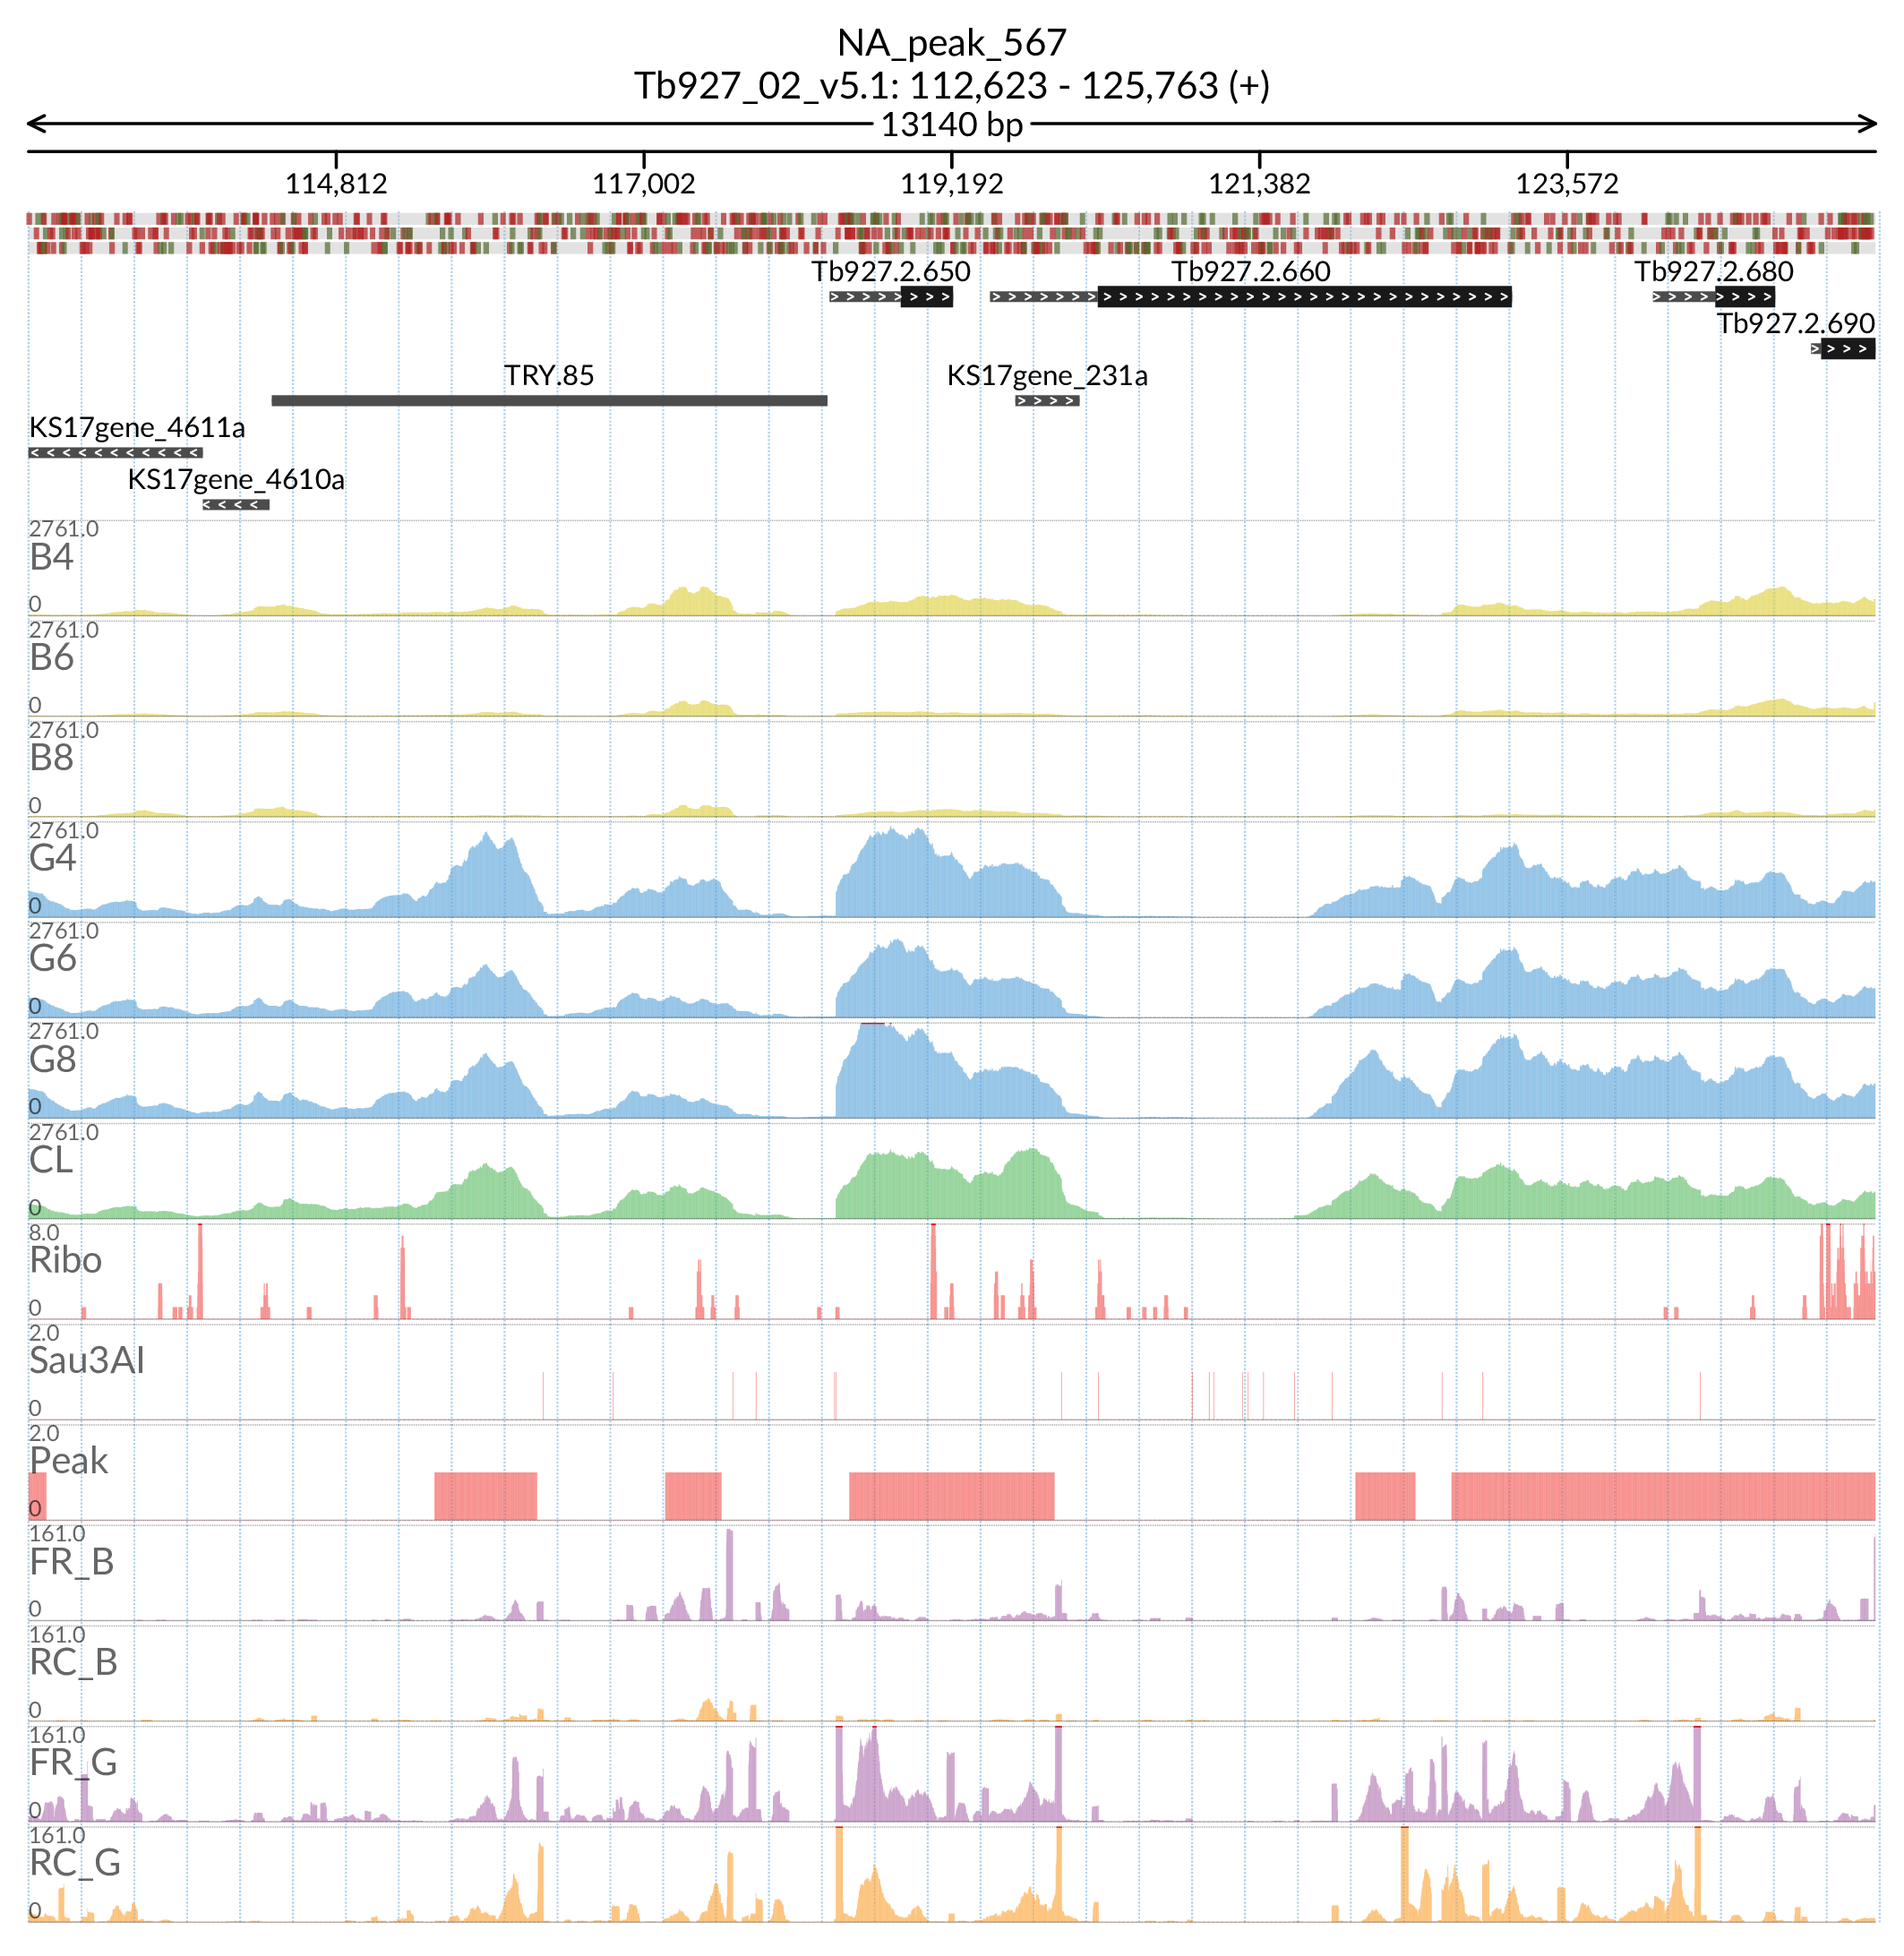 NA_peak_567
Tb927_02_v5.1: 112,623 - 125,763 (+)
13140 bp
114,812 117,002 119,192 121,382 123,572
Tb927.2.650 Tb927.2.660 Tb927.2.680
Tb927.2.690
TRY.85 KS17gene_231a
KS17gene_4611a
KS17gene_4610a
2761.0
B4
0
2761.0
B6
0
2761.0
B8
0
2761.0
G4
0
2761.0
G6
0
2761.0
G8
0
2761.0
CL
0
8.0
Ribo
0
2.0
Sau3AI
0
2.0
Peak
0
161.0
FR_B
0
161.0
RC_B
0
161.0
FR_G
0
161.0
RC_G
0